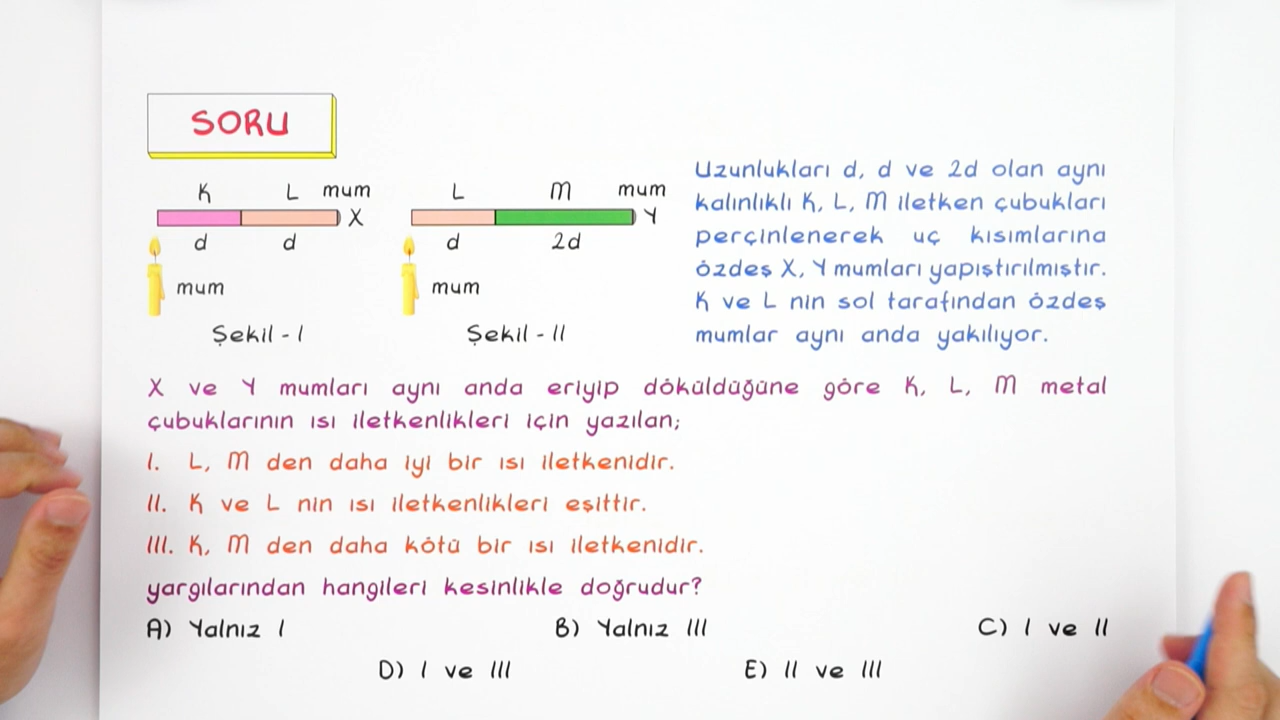 SORU
K L mum
X
d d
mum
Şekil - I
L M mum
Y
d 2d
mum
Şekil - II
Uzunlukları d, d ve 2d olan aynı
kalınlıklı K, L, M iletken çubukları
perçinlenerek uç kısımlarına
özdeş X, Y mumları yapıştırılmıştır.
K ve L nin sol tarafından özdeş
mumlar aynı anda yakılıyor.
X ve Y mumları aynı anda eriyip döküldüğüne göre K, L, M metal
çubuklarının ısı iletkenlikleri için yazılan;
I. L, M den daha iyi bir ısı iletkenidir.
II. K ve L nin ısı iletkenlikleri eşittir.
III. K, M den daha kötü bir ısı iletkenidir.
yargılarından hangileri kesinlikle doğrudur?
A) Yalnız I B) Yalnız III C) I ve II
D) I ve III E) II ve III